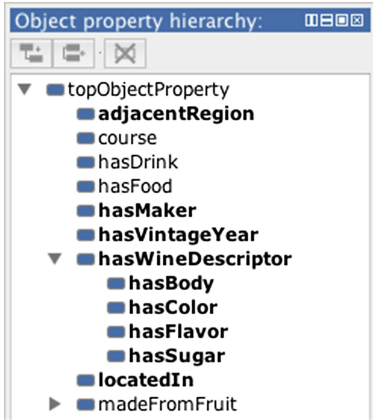 Object property hierarchy:
topObjectProperty
adjacentRegion
course
hasDrink
hasFood
hasMaker
hasVintageYear
hasWineDescriptor
hasBody
hasColor
hasFlavor
hasSugar
locatedIn
madeFromFruit